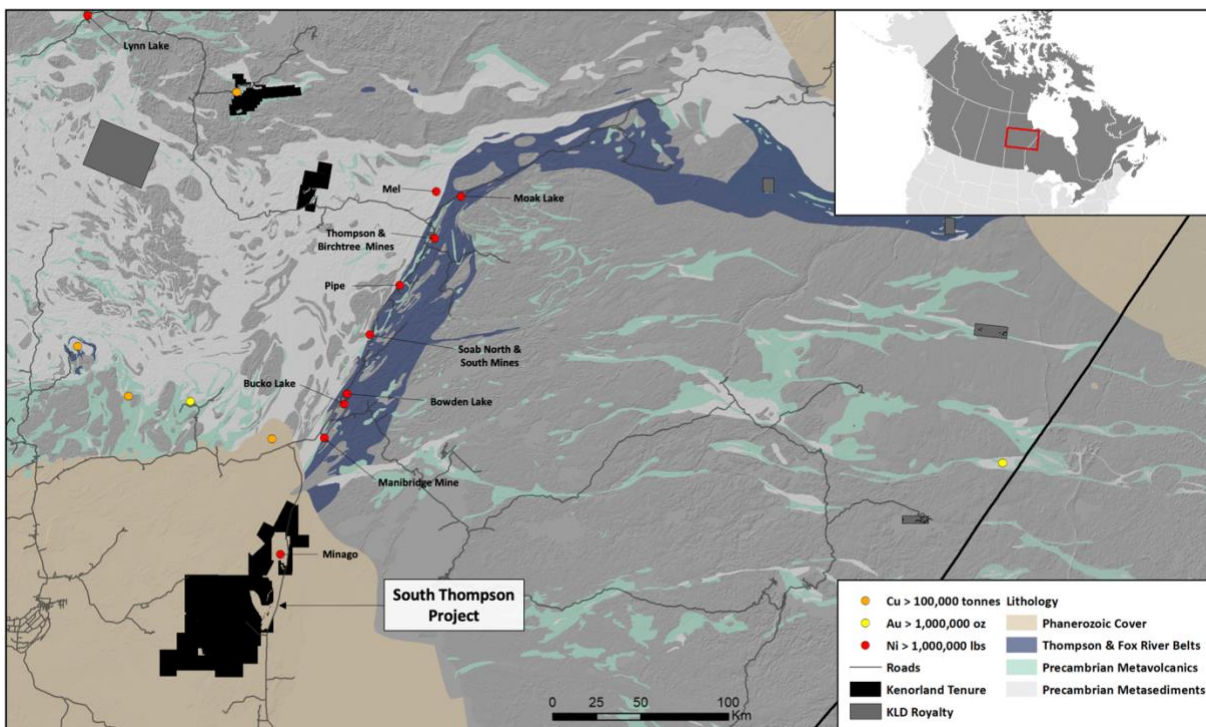 Lynn Lake
Mel
Moak Lake
Thompson &
Birchtree Mines
Pipe
Soab North &
South Mines
Bucko Lake
Bowden Lake
Manibridge Mine
Minago
South Thompson
Project
0 25 50 100
Km
Cu > 100,000 tonnes
Au > 1,000,000 oz
Ni > 1,000,000 lbs
Roads
Kenorland Tenure
KLD Royalty
Lithology
Phanerozoic Cover
Thompson & Fox River Belts
Precambrian Metavolcanics
Precambrian Metasediments